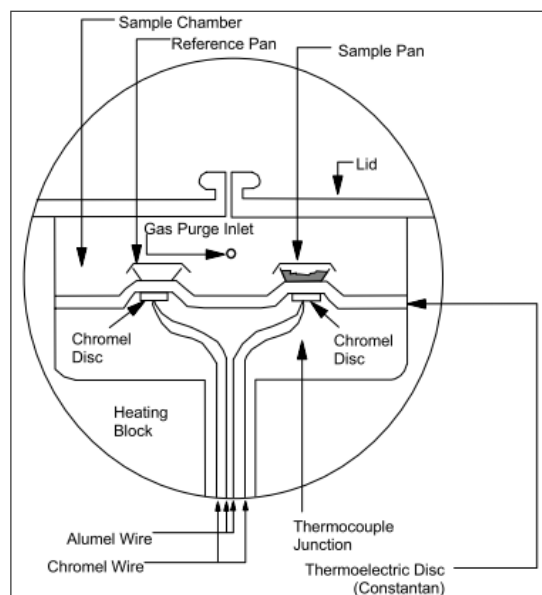 Sample Chamber
Reference Pan
Sample Pan
Lid
Gas Purge Inlet
Chromel
Disc
Chromel
Disc
Heating
Block
Alumel Wire
Chromel Wire
Thermocouple
Junction
Thermoelectric Disc
(Constantan)